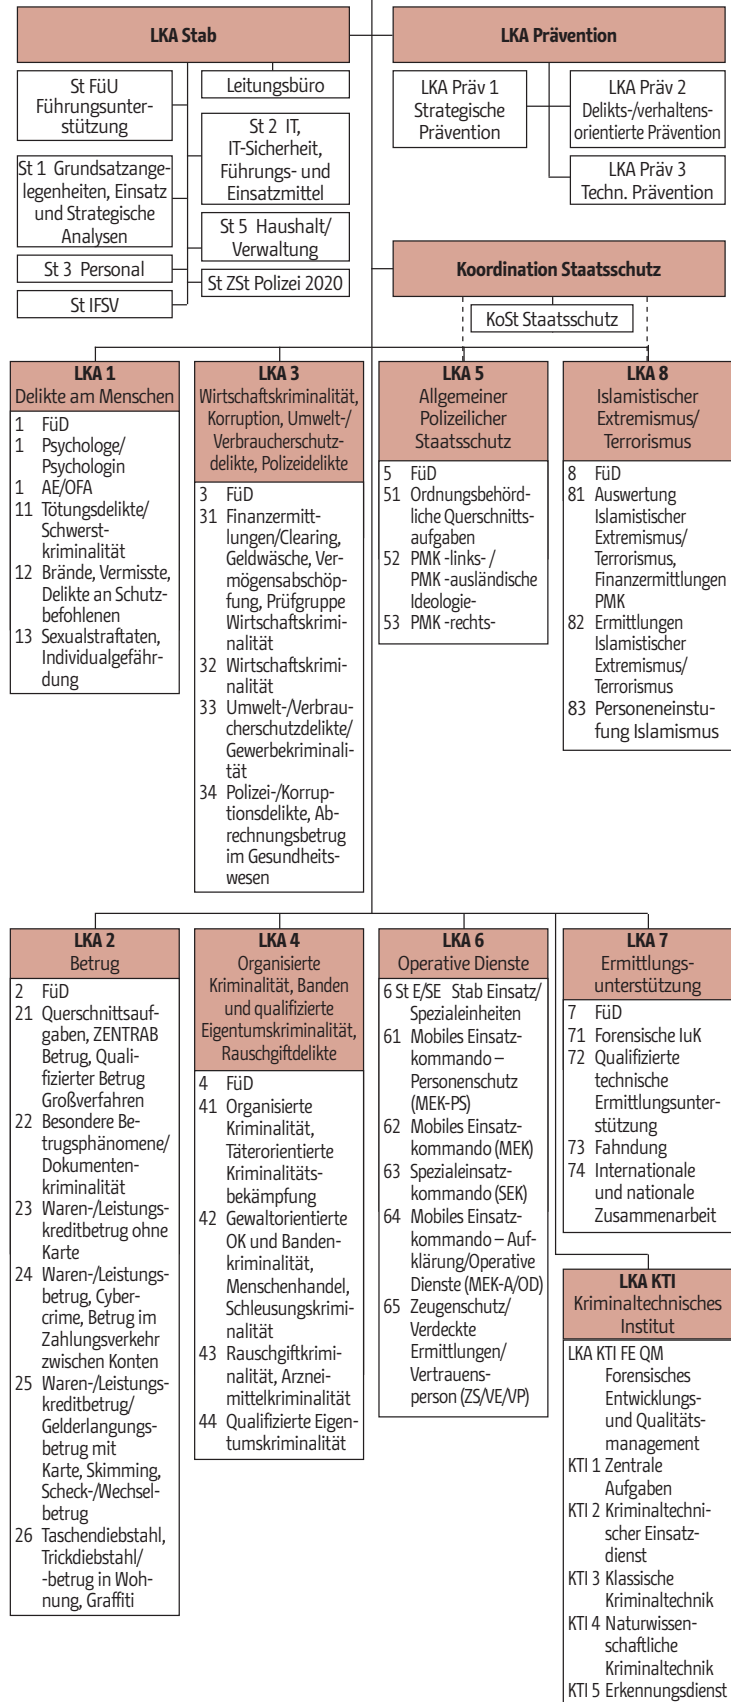 LKA Stab
St FüU
Führungsunter-
stützung
St 1 Grundsatzange-
legenheiten, Einsatz
und Strategische
Analysen
St 3 Personal
St IFSV
Leitungsbüro
St 2 IT,
IT-Sicherheit,
Führungs- und
Einsatzmittel
St 5 Haushalt/
Verwaltung
St ZSt Polizei 2020
LKA Prävention
LKA Präv 1
Strategische
Prävention
LKA Präv 2
Delikts-/verhaltens-
orientierte Prävention
LKA Präv 3
Techn. Prävention
Koordination Staatsschutz
KoSt Staatsschutz
LKA 1
Delikte am Menschen
1 FüD
1 Psychologe/
Psychologin
1 AE/OFA
11 Tötungsdelikte/
Schwerst-
kriminalität
12 Brände, Vermisste,
Delikte an Schutz-
befohlenen
13 Sexualstraftaten,
Individualgefähr-
dung
LKA 3
Wirtschaftskriminalität,
Korruption, Umwelt-/
Verbraucherschutz-
delikte, Polizeidelikte
3 FüD
31 Finanzermitt-
lungen/Clearing,
Geldwäsche, Ver-
mögensabschöp-
fung, Prüfgruppe
Wirtschaftskrimi-
nalität
32 Wirtschaftskrimi-
nalität
33 Umwelt-/Verbrau-
cherschutzdelikte/
Gewerbekriminali-
tät
34 Polizei-/Korrup-
tionsdelikte, Ab-
rechnungsbetrug
im Gesundheits-
wesen
LKA 5
Allgemeiner
Polizeilicher
Staatsschutz
5 FüD
51 Ordnungsbehörd-
liche Querschnitts-
aufgaben
52 PMK -links- /
PMK -ausländische
Ideologie-
53 PMK -rechts-
LKA 8
Islamistischer
Extremismus/
Terrorismus
8 FüD
81 Auswertung
Islamistischer
Extremismus/
Terrorismus,
Finanzermittlungen
PMK
82 Ermittlungen
Islamistischer
Extremismus/
Terrorismus
83 Personeneinstu-
fung Islamismus
LKA 2
Betrug
2 FüD
21 Querschnittsauf-
gaben, ZENTRAB
Betrug, Quali-
fizierter Betrug
Großverfahren
22 Besondere Be-
trugsphänomene/
Dokumenten-
kriminalität
23 Waren-/Leistungs-
kreditbetrug ohne
Karte
24 Waren-/Leistungs-
betrug, Cyber-
crime, Betrug im
Zahlungsverkehr
zwischen Konten
25 Waren-/Leistungs-
kreditbetrug/
Gelderlangungs-
betrug mit
Karte, Skimming,
Scheck-/Wechsel-
betrug
26 Taschendiebstahl,
Trickdiebstahl/
-betrug in Woh-
nung, Graffiti
LKA 4
Organisierte
Kriminalität, Banden
und qualifizierte
Eigentumskriminalität,
Rauschgiftdelikte
4 FüD
41 Organisierte
Kriminalität,
Täterorientierte
Kriminalitäts-
bekämpfung
42 Gewaltorientierte
OK und Banden-
kriminalität,
Menschenhandel,
Schleusungskrimi-
nalität
43 Rauschgiftkrimi-
nalität, Arznei-
mittelkriminalität
44 Qualifizierte Eigen-
tumskriminalität
LKA 6
Operative Dienste
6 St E/SE Stab Einsatz/
Spezialeinheiten
61 Mobiles Einsatz-
kommando –
Personenschutz
(MEK-PS)
62 Mobiles Einsatz-
kommando (MEK)
63 Spezialeinsatz-
kommando (SEK)
64 Mobiles Einsatz-
kommando – Auf-
klärung/Operative
Dienste (MEK-A/OD)
65 Zeugenschutz/
Verdeckte
Ermittlungen/
Vertrauens-
person (ZS/VE/VP)
LKA 7
Ermittlungs-
unterstützung
7 FüD
71 Forensische IuK
72 Qualifizierte
technische
Ermittlungsunter-
stützung
73 Fahndung
74 Internationale
und nationale
Zusammenarbeit
LKA KTI
Kriminaltechnisches
Institut
LKA KTI FE QM
Forensisches
Entwicklungs-
und Qualitäts-
management
KTI 1 Zentrale
Aufgaben
KTI 2 Kriminaltechni-
scher Einsatz-
dienst
KTI 3 Klassische
Kriminaltechnik
KTI 4 Naturwissen-
schaftliche
Kriminaltechnik
KTI 5 Erkennungsdienst